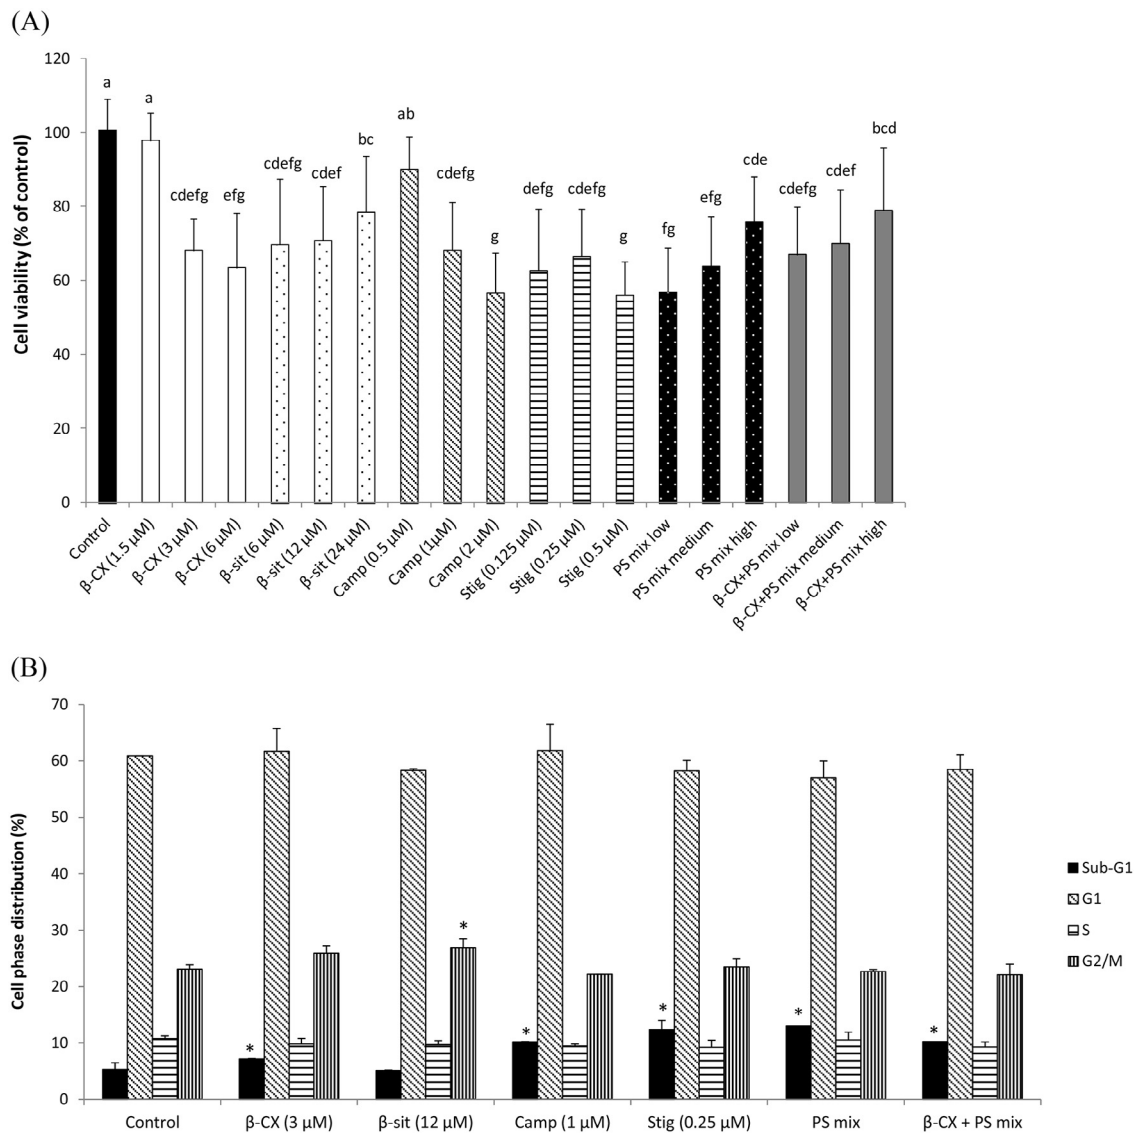 (A)
120
100
80
60
40
20
0
Cell viability (% of control)
a
a
cdefg
efg
cdefg
cdef
bc
ab
cdefg
g
defg
cdefg
g
fg
efg
cde
cdefg
cdef
bcd
Control
β-CX (1.5 µM)
β-CX (3 µM)
β-CX (6 µM)
β-sit (6 µM)
β-sit (12 µM)
β-sit (24 µM)
Camp (0.5 µM)
Camp (1µM)
Camp (2 µM)
Stig (0.125 µM)
Stig (0.25 µM)
Stig (0.5 µM)
PS mix low
PS mix medium
PS mix high
β-CX+PS mix low
β-CX+PS mix medium
β-CX+PS mix high
(B)
70
60
50
40
30
20
10
0
Cell phase distribution (%)
*
*
*
*
*
*
Sub-G1
G1
S
G2/M
Control
β-CX (3 µM)
β-sit (12 µM)
Camp (1 µM)
Stig (0.25 µM)
PS mix
β-CX + PS mix